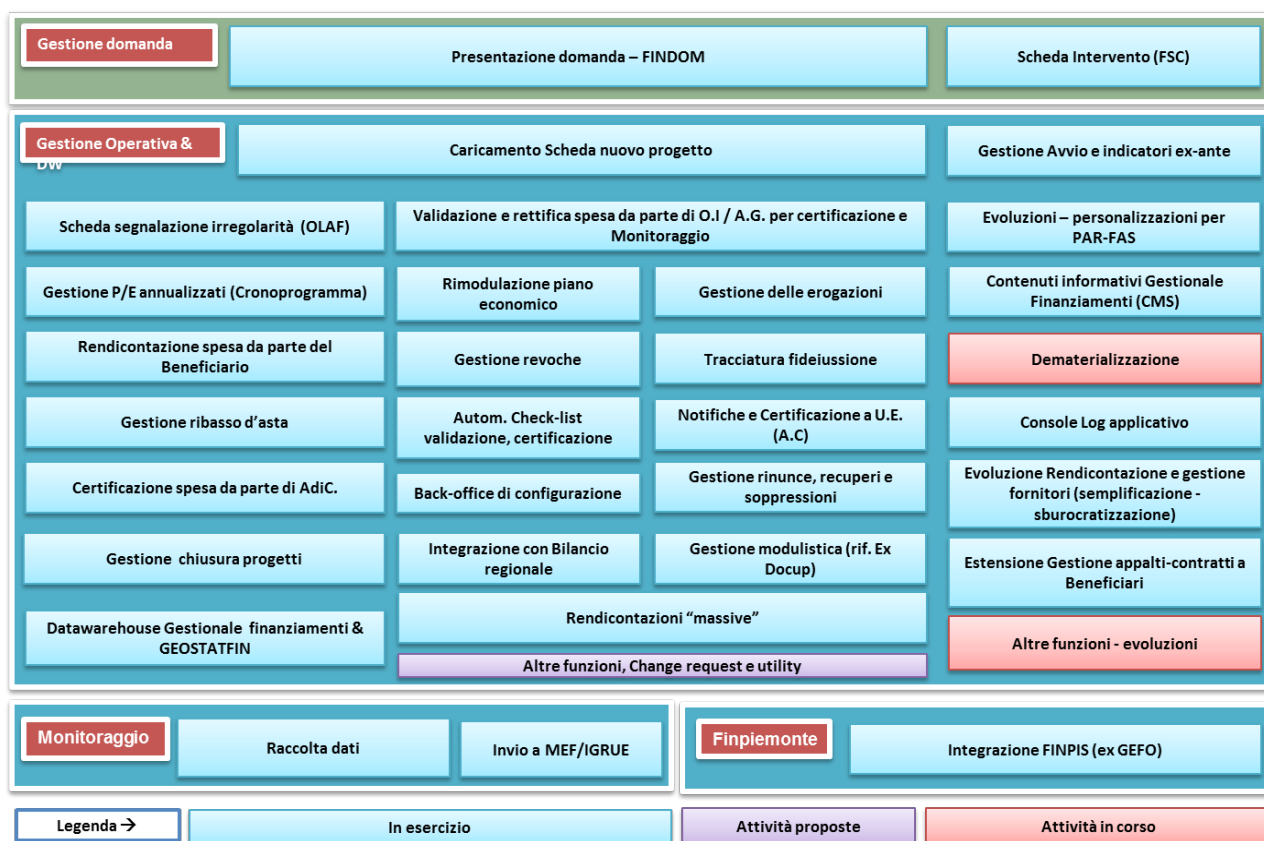 Gestione domanda
Presentazione domanda – FINDOM
Scheda Intervento (FSC)
Gestione Operativa &
DW
Caricamento Scheda nuovo progetto
Gestione Avvio e indicatori ex-ante
Scheda segnalazione irregolarità (OLAF)
Validazione e rettifica spesa da parte di O.I / A.G. per certificazione e
Monitoraggio
Evoluzioni – personalizzazioni per
PAR-FAS
Gestione P/E annualizzati (Cronoprogramma)
Rimodulazione piano
economico
Gestione delle erogazioni
Contenuti informativi Gestionale
Finanziamenti (CMS)
Rendicontazione spesa da parte del
Beneficiario
Gestione revoche
Tracciatura fideiussione
Dematerializzazione
Gestione ribasso d'asta
Autom. Check-list
validazione, certificazione
Notifiche e Certificazione a U.E.
(A.C)
Console Log applicativo
Certificazione spesa da parte di AdiC.
Back-office di configurazione
Gestione rinunce, recuperi e
soppressioni
Evoluzione Rendicontazione e gestione
fornitori (semplificazione -
sburocratizzazione)
Gestione chiusura progetti
Integrazione con Bilancio
regionale
Gestione modulistica (rif. Ex
Docup)
Estensione Gestione appalti-contratti a
Beneficiari
Datawarehouse Gestionale finanziamenti &
GEOSTATFIN
Rendicontazioni “massive”
Altre funzioni, Change request e utility
Altre funzioni - evoluzioni
Monitoraggio
Raccolta dati
Invio a MEF/IGRUE
Finpiemonte
Integrazione FINPIS (ex GEFO)
Legenda →
In esercizio
Attività proposte
Attività in corso